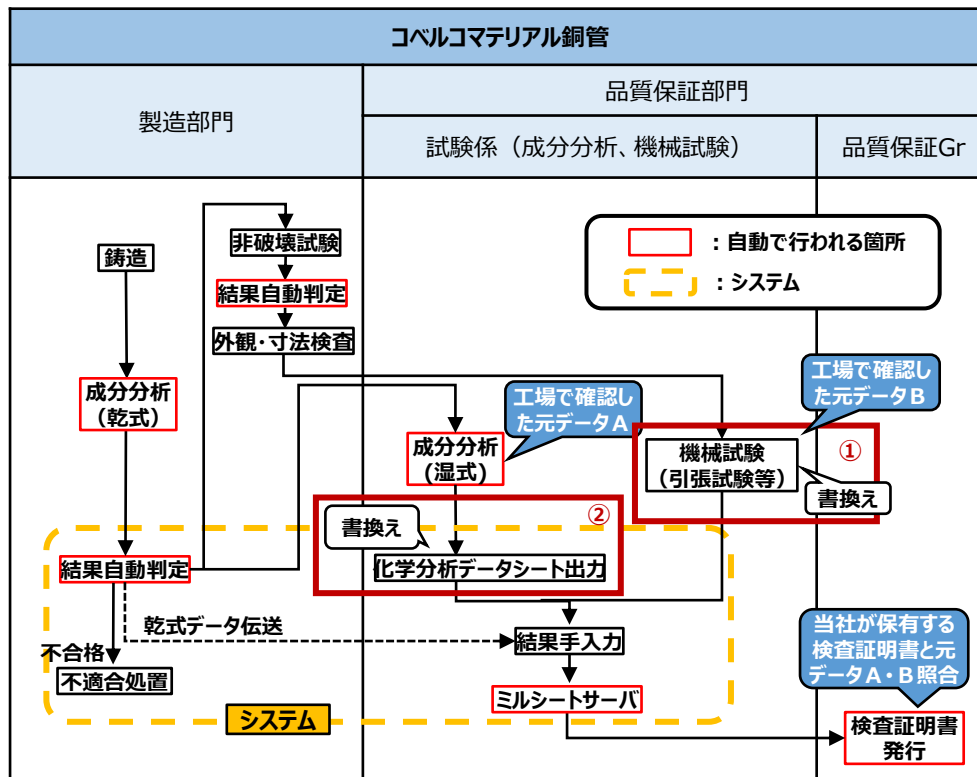 コベルコマテリアル銅管
製造部門
品質保証部門
試験係（成分分析、機械試験）
品質保証Gr
：自動で行われる箇所
：システム
鋳造
非破壊試験
結果自動判定
外観・寸法検査
成分分析
（乾式）
工場で確認し
た元データA
成分分析
（湿式）
工場で確認し
た元データB
①
機械試験
（引張試験等）
書換え
②
書換え
結果自動判定
化学分析データシート出力
乾式データ伝送
結果手入力
不合格
不適合処置
ミルシートサーバ
システム
当社が保有する
検査証明書と元
データA・B照合
検査証明書
発行